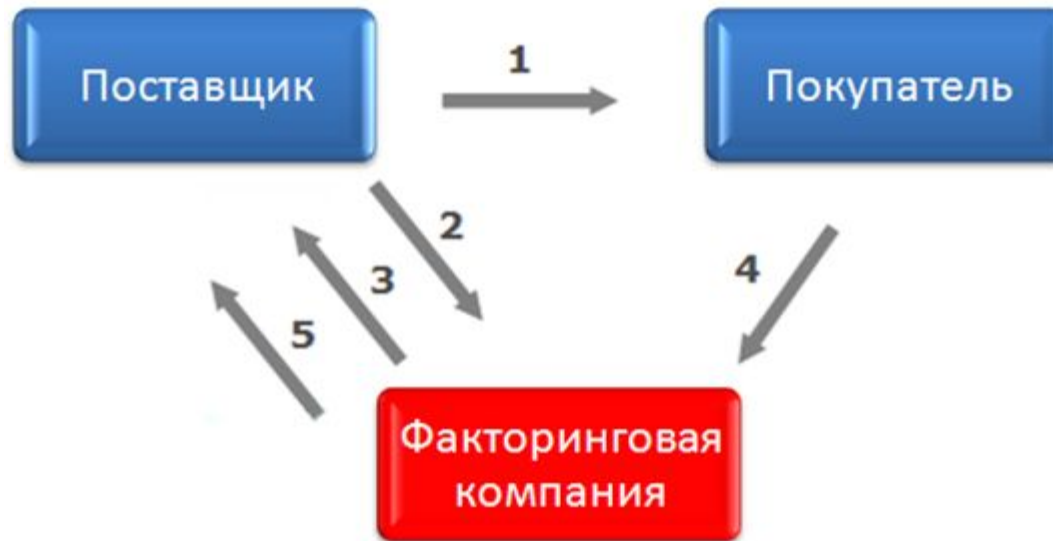 Поставщик
1
Покупатель
2
3
4
5
Факторинговая
компания